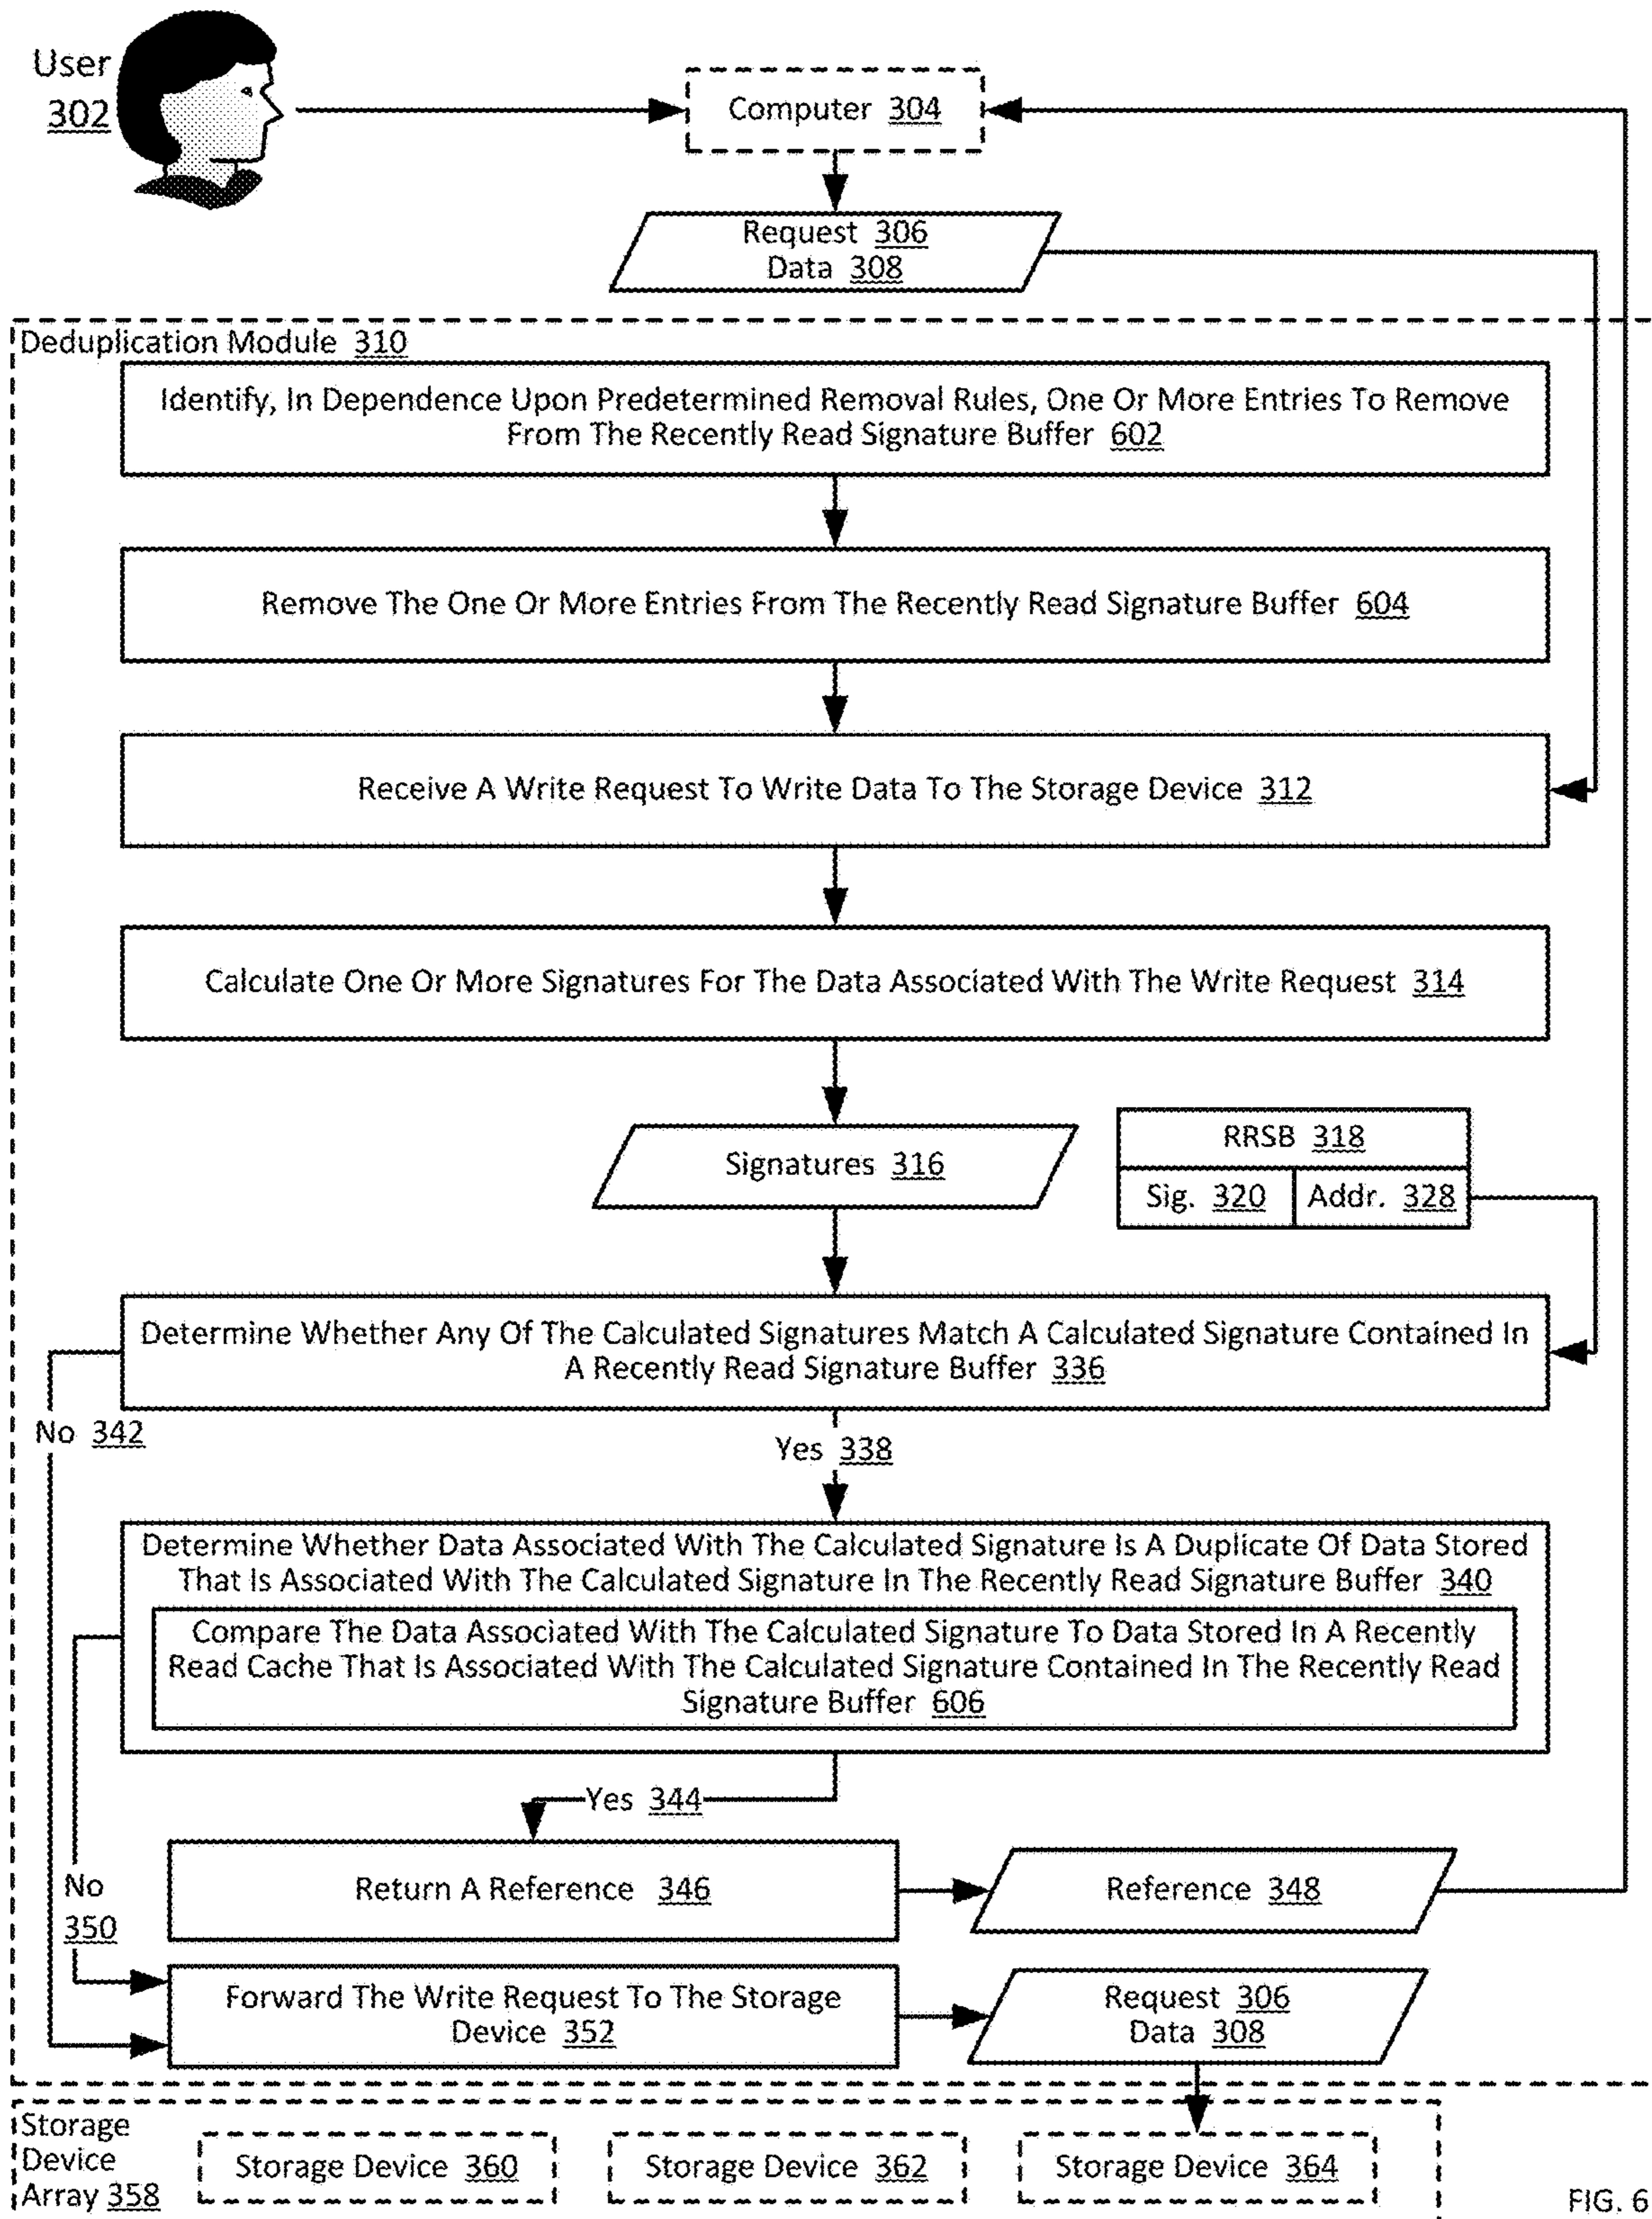 User
302
Computer 304
Request 306
Data 308
Deduplication Module 310
Identify, In Dependence Upon Predetermined Removal Rules, One Or More Entries To Remove
From The Recently Read Signature Buffer 602
Remove The One Or More Entries From The Recently Read Signature Buffer 604
Receive A Write Request To Write Data To The Storage Device 312
Calculate One Or More Signatures For The Data Associated With The Write Request 314
Signatures 316
RRSB 318
Sig. 320
Addr. 328
Determine Whether Any Of The Calculated Signatures Match A Calculated Signature Contained In
A Recently Read Signature Buffer 336
No 342
Yes 338
Determine Whether Data Associated With The Calculated Signature Is A Duplicate Of Data Stored
That Is Associated With The Calculated Signature In The Recently Read Signature Buffer 340
Compare The Data Associated With The Calculated Signature To Data Stored In A Recently
Read Cache That Is Associated With The Calculated Signature Contained In The Recently Read
Signature Buffer 606
Yes 344
Return A Reference 346
Reference 348
No
350
Forward The Write Request To The Storage
Device 352
Request 306
Data 308
Storage
Device
Array 358
Storage Device 360
Storage Device 362
Storage Device 364
FIG. 6